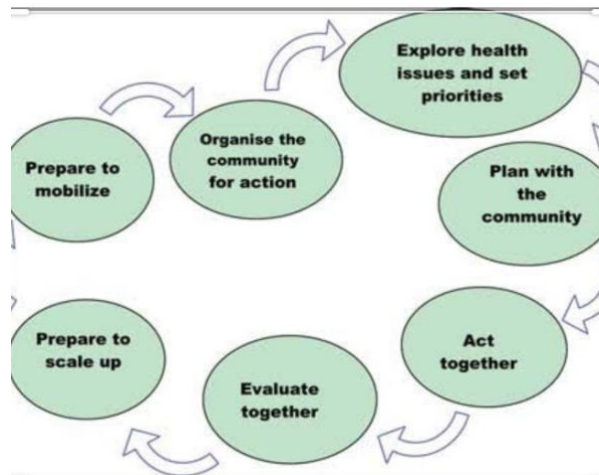 Prepare to
mobilize
Organise the
community
for action
Explore health
issues and set
priorities
Plan with
the
community
Act
together
Evaluate
together
Prepare to
scale up